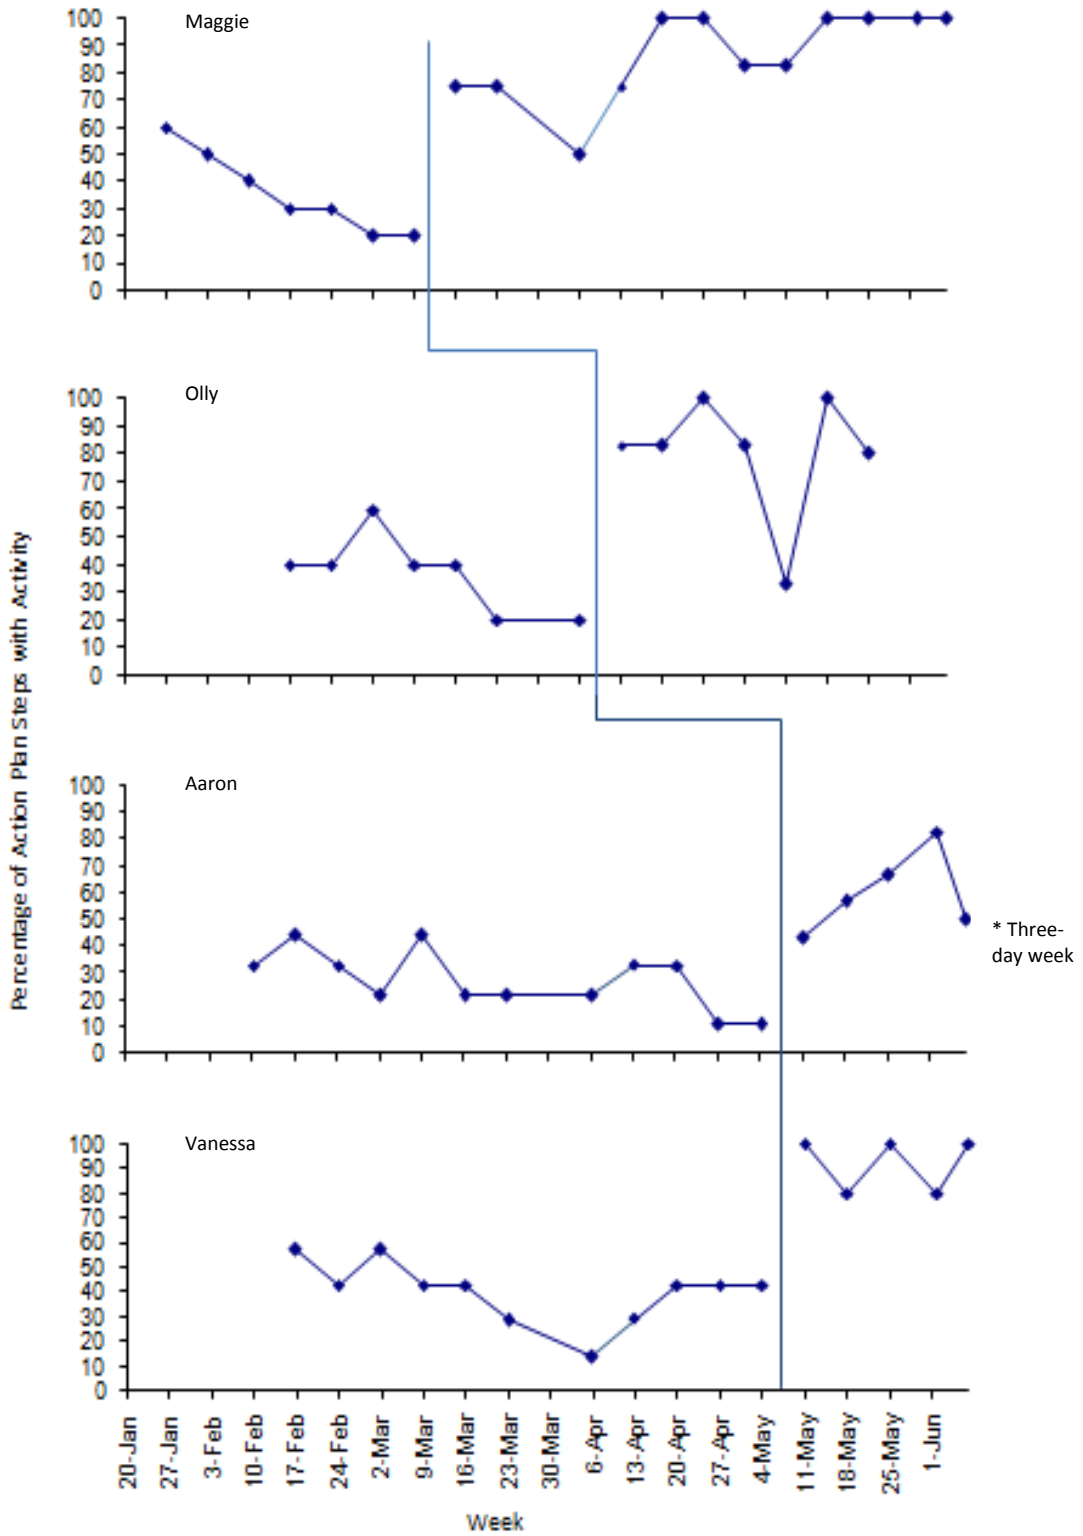 Maggie
100
90
80
70
60
50
40
30
20
10
0
Olly
100
90
80
70
60
50
40
30
20
10
0
Percentage of Action Plan Steps with Activity
Aaron
100
90
80
70
60
50
40
30
20
10
0
* Three-
day week
Vanessa
100
90
80
70
60
50
40
30
20
10
0
20-Jan
27-Jan
3-Feb
10-Feb
17-Feb
24-Feb
2-Mar
9-Mar
16-Mar
23-Mar
30-Mar
6-Apr
13-Apr
20-Apr
27-Apr
4-May
11-May
18-May
25-May
1-Jun
Week